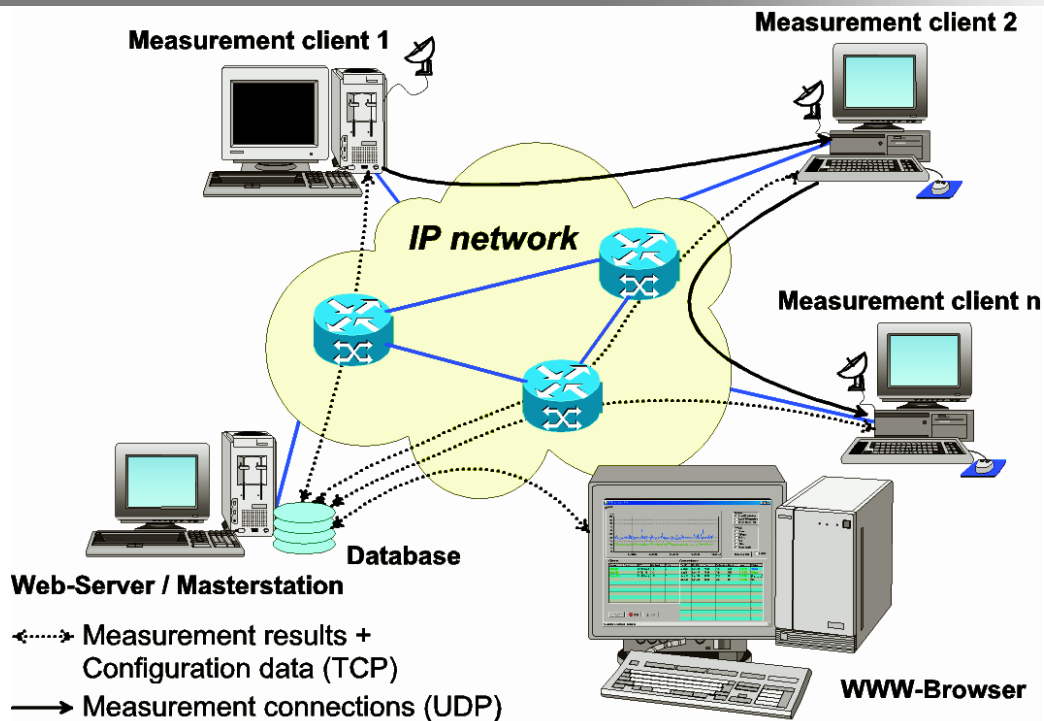 Measurement client 1
Measurement client 2
IP network
Measurement client n
Database
Web-Server / Masterstation
Measurement results +
Configuration data (TCP)
WWW-Browser
Measurement connections (UDP)